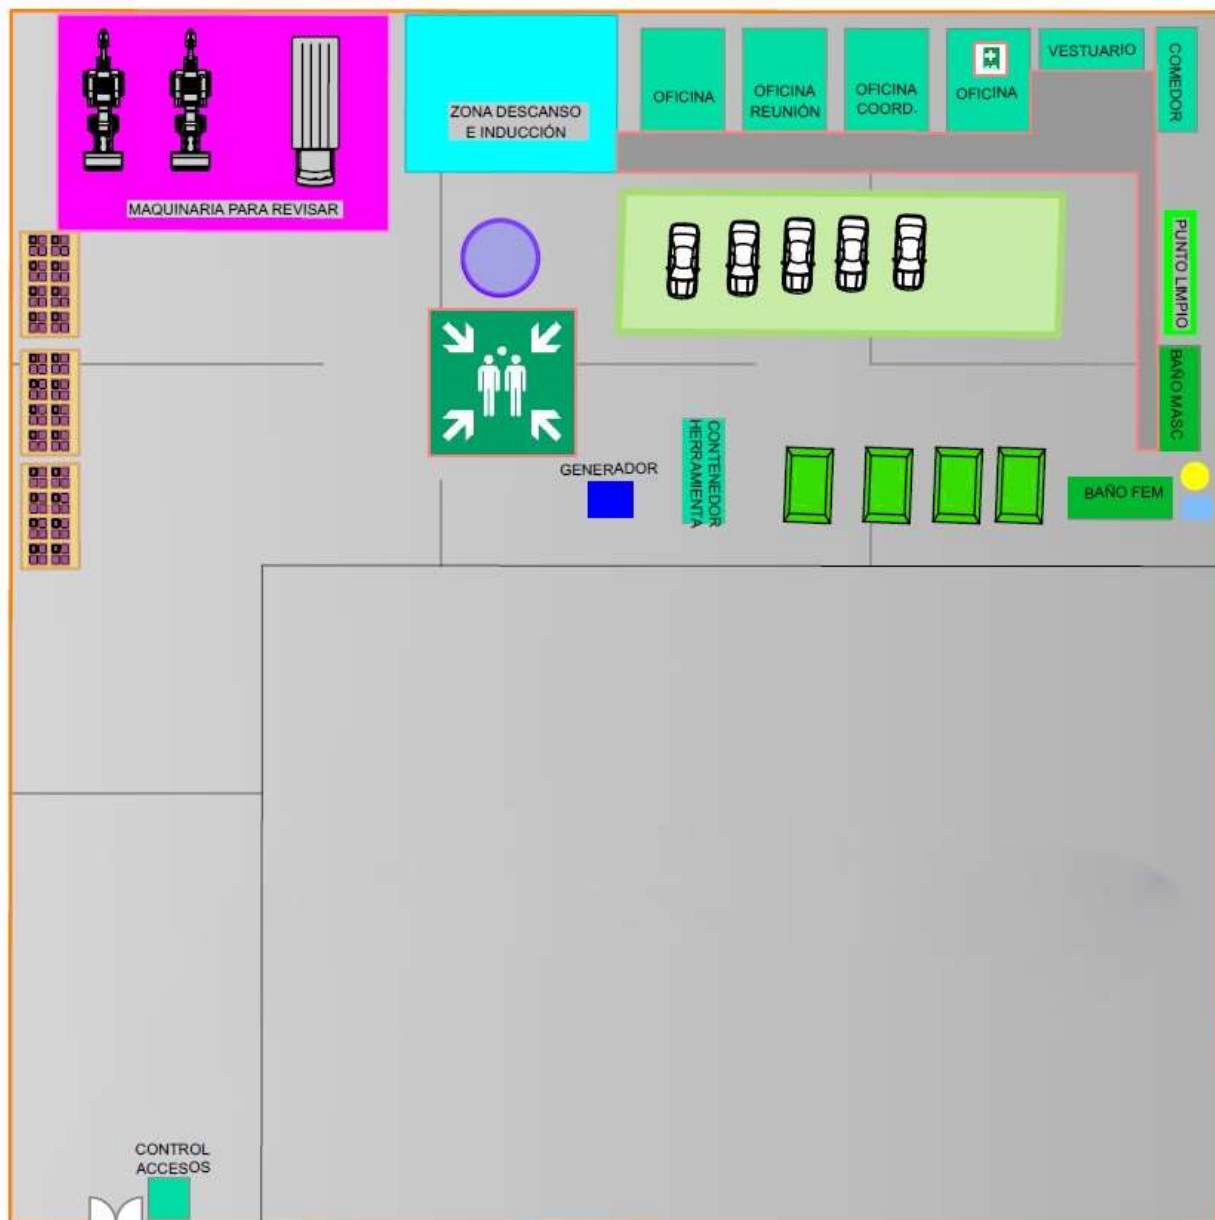 ZONA DESCANSO
E INDUCCIÓN
OFICINA
OFICINA
REUNIÓN
OFICINA
COORD.
OFICINA
VESTUARIO
COMEDOR
MAQUINARIA PARA REVISAR
PUNTO LIMPIO
BAÑO MASC
GENERADOR
CONTENEDOR
HERRAMIENTA
BAÑO FEM
CONTROL
ACCESOS